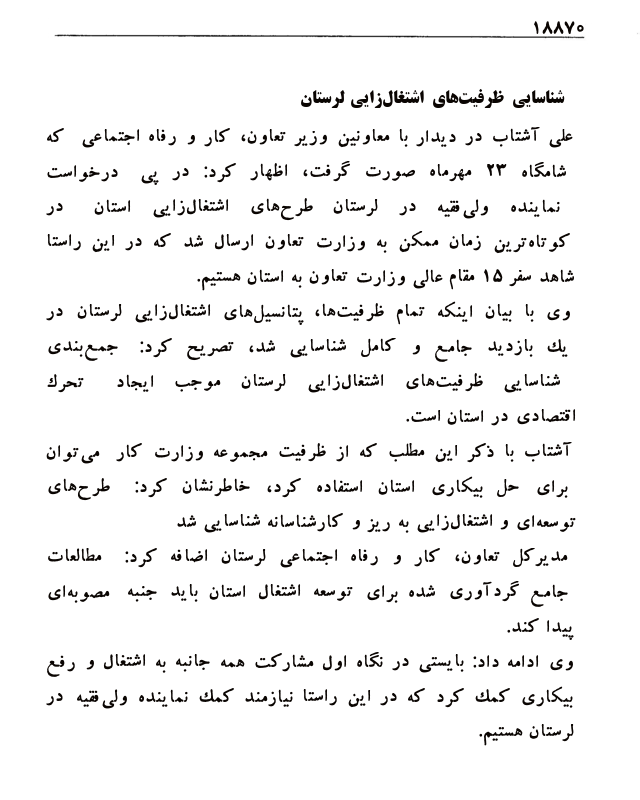 ۱۸۸۷۰
شناسایی ظرفیت‌های اشتغال‌زایی لرستان
علی آشتاب در دیدار با معاونین وزیر تعاون، کار و رفاه اجتماعی که
شامگاه ۲۳ مهرماه صورت گرفت، اظهار کرد: در پی درخواست
نماینده ولی‌فقیه در لرستان طرح‌های اشتغال‌زایی استان در
کوتاه‌ترین زمان ممکن به وزارت تعاون ارسال شد که در این راستا
شاهد سفر ۱۵ مقام عالی وزارت تعاون به استان هستیم.
وی با بیان اینکه تمام ظرفیت‌ها، پتانسیل‌های اشتغال‌زایی لرستان در
یك بازدید جامع و کامل شناسایی شد، تصریح کرد: جمع‌بندی
شناسایی ظرفیت‌های اشتغال‌زایی لرستان موجب ایجاد تحرك
اقتصادی در استان است.
آشتاب با ذکر این مطلب که از ظرفیت مجموعه وزارت کار می‌توان
برای حل بیکاری استان استفاده کرد، خاطرنشان کرد: طرح‌های
توسعه‌ای و اشتغال‌زایی به ریز و کارشناسانه شناسایی شد
مدیرکل تعاون، کار و رفاه اجتماعی لرستان اضافه کرد: مطالعات
جامع گردآوری شده برای توسعه اشتغال استان باید جنبه مصوبه‌ای
پیدا کند.
وی ادامه داد: بایستی در نگاه اول مشارکت همه جانبه به اشتغال و رفع
بیکاری کمك کرد که در این راستا نیازمند کمك نماینده ولی‌فقیه در
لرستان هستیم.